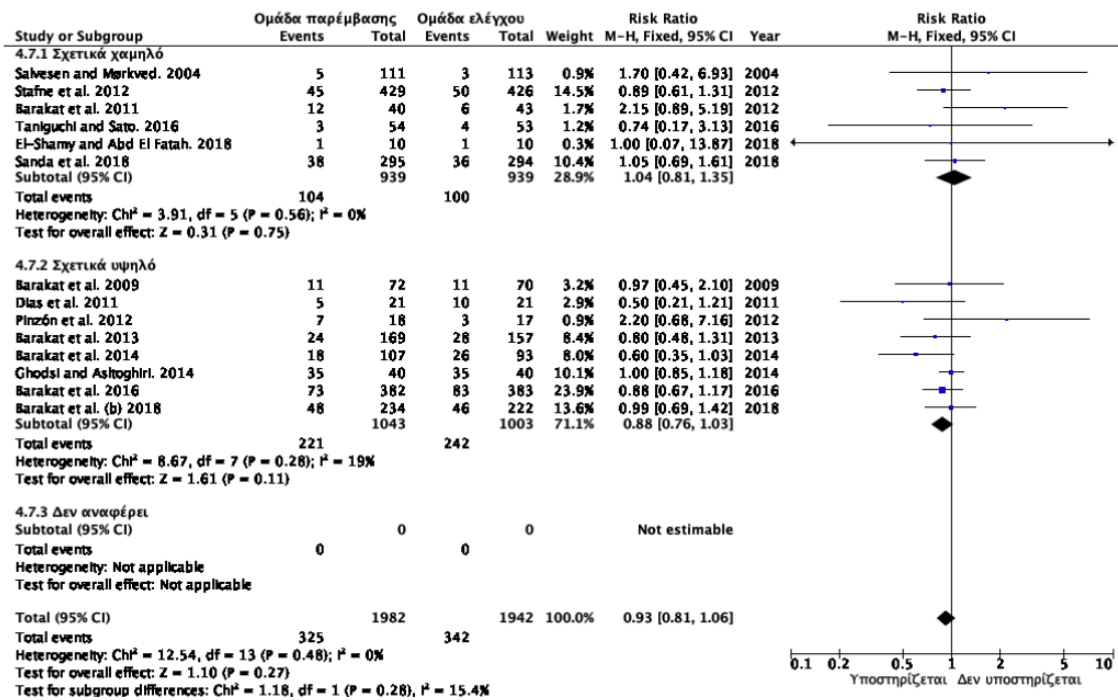 Ομάδα παρέμβασης Ομάδα ελέγχου Risk Ratio Risk Ratio
Study or Subgroup Events Total Events Total Weight M-H, Fixed, 95% CI Year M-H, Fixed, 95% CI
4.7.1 Σχετικά χαμηλό
Salvesen and Mørkved. 2004 5 111 3 113 0.9% 1.70 [0.42, 6.93] 2004
Stafne et al. 2012 45 429 50 426 14.5% 0.89 [0.61, 1.31] 2012
Barakat et al. 2011 12 40 6 43 1.7% 2.15 [0.89, 5.19] 2012
Taniguchi and Sato. 2016 3 54 4 53 1.2% 0.74 [0.17, 3.13] 2016
El-Shamy and Abd El Fatah. 2018 1 10 1 10 0.3% 1.00 [0.07, 13.87] 2018
Sanda et al. 2018 38 295 36 294 10.4% 1.05 [0.69, 1.61] 2018
Subtotal (95% CI) 939 939 28.9% 1.04 [0.81, 1.35]
Total events 104 100
Heterogeneity: Chi² = 3.91, df = 5 (P = 0.56); I² = 0%
Test for overall effect: Z = 0.31 (P = 0.75)
4.7.2 Σχετικά υψηλό
Barakat et al. 2009 11 72 11 70 3.2% 0.97 [0.45, 2.10] 2009
Dias et al. 2011 5 21 10 21 2.9% 0.50 [0.21, 1.21] 2011
Pinzón et al. 2012 7 18 3 17 0.9% 2.20 [0.68, 7.16] 2012
Barakat et al. 2013 24 169 28 157 8.4% 0.80 [0.48, 1.31] 2013
Barakat et al. 2014 18 107 26 93 8.0% 0.60 [0.35, 1.03] 2014
Ghodsi and Asltoghiri. 2014 35 40 35 40 10.1% 1.00 [0.85, 1.18] 2014
Barakat et al. 2016 73 382 83 383 23.9% 0.88 [0.67, 1.17] 2016
Barakat et al. (b) 2018 48 234 46 222 13.6% 0.99 [0.69, 1.42] 2018
Subtotal (95% CI) 1043 1003 71.1% 0.88 [0.76, 1.03]
Total events 221 242
Heterogeneity: Chi² = 8.67, df = 7 (P = 0.28); I² = 19%
Test for overall effect: Z = 1.61 (P = 0.11)
4.7.3 Δεν αναφέρει
Subtotal (95% CI) 0 0 Not estimable
Total events 0 0
Heterogeneity: Not applicable
Test for overall effect: Not applicable
Total (95% CI) 1982 1942 100.0% 0.93 [0.81, 1.06]
Total events 325 342
Heterogeneity: Chi² = 12.54, df = 13 (P = 0.48); I² = 0%
Test for overall effect: Z = 1.10 (P = 0.27)
Test for subgroup differences: Chi² = 1.18, df = 1 (P = 0.28), I² = 15.4%
0.1 0.2 0.5 1 2 5 10
Υποστηρίζεται Δεν υποστηρίζεται